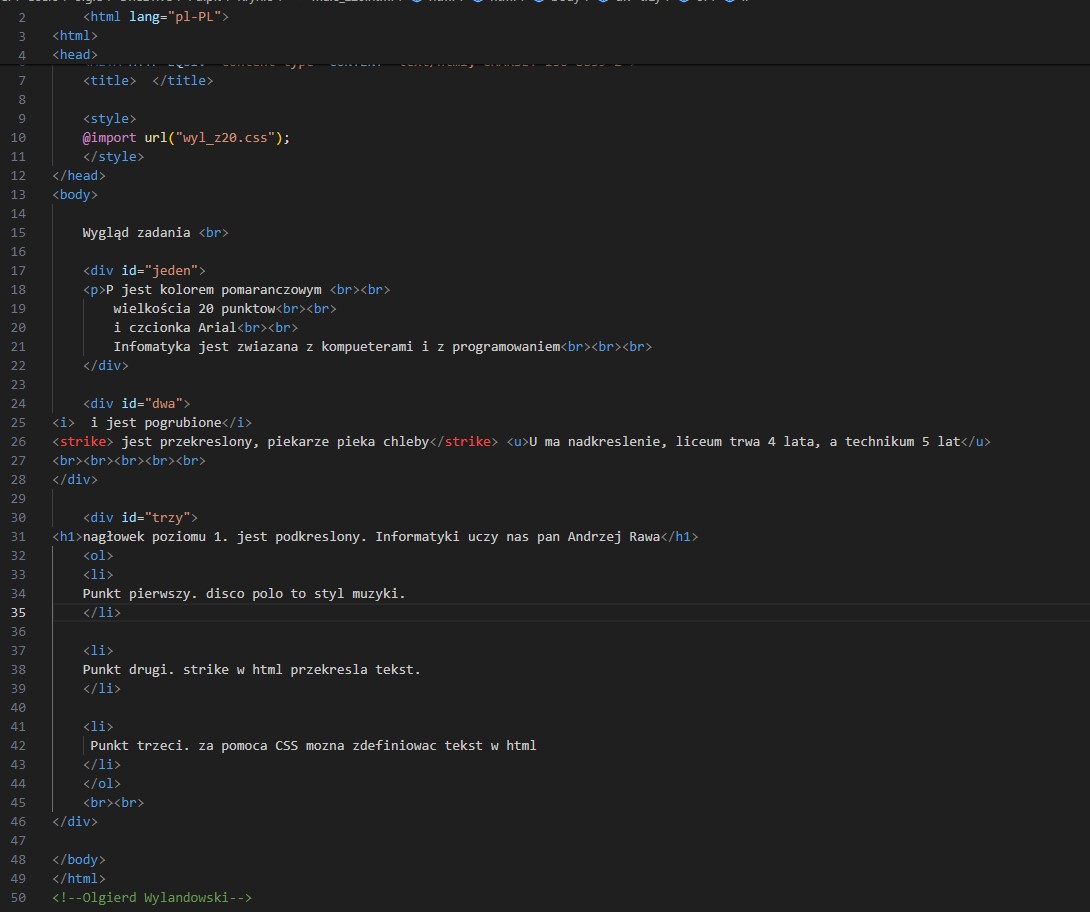 2 <html lang="pl-PL">
3 <html>
4 <head>
7 <title>  </title>
8
9 <style>
10 @import url("wyl_z20.css");
11 </style>
12 </head>
13 <body>
14
15 Wygląd zadania <br>
16
17 <div id="jeden">
18 <p>P jest kolorem pomaranczowym <br><br>
19 wielkościa 20 punktow<br><br>
20 i czcionka Arial<br><br>
21 Infomatyka jest zwiazana z kompueterami i z programowaniem<br><br><br>
22 </div>
23
24 <div id="dwa">
25 <i>  i jest pogrubione</i>
26 <strike> jest przekreslony, piekarze pieka chleby</strike> <u>U ma nadkreslenie, liceum trwa 4 lata, a technikum 5 lat</u>
27 <br><br><br><br><br>
28 </div>
29
30 <div id="trzy">
31 <h1>nagłowek poziomu 1. jest podkreslony. Informatyki uczy nas pan Andrzej Rawa</h1>
32 <ol>
33 <li>
34 Punkt pierwszy. disco polo to styl muzyki.
35 </li>
36
37 <li>
38 Punkt drugi. strike w html przekresla tekst.
39 </li>
40
41 <li>
42 Punkt trzeci. za pomoca CSS mozna zdefiniowac tekst w html
43 </li>
44 </ol>
45 <br><br>
46 </div>
47
48 </body>
49 </html>
50 <!--Olgierd Wylandowski-->